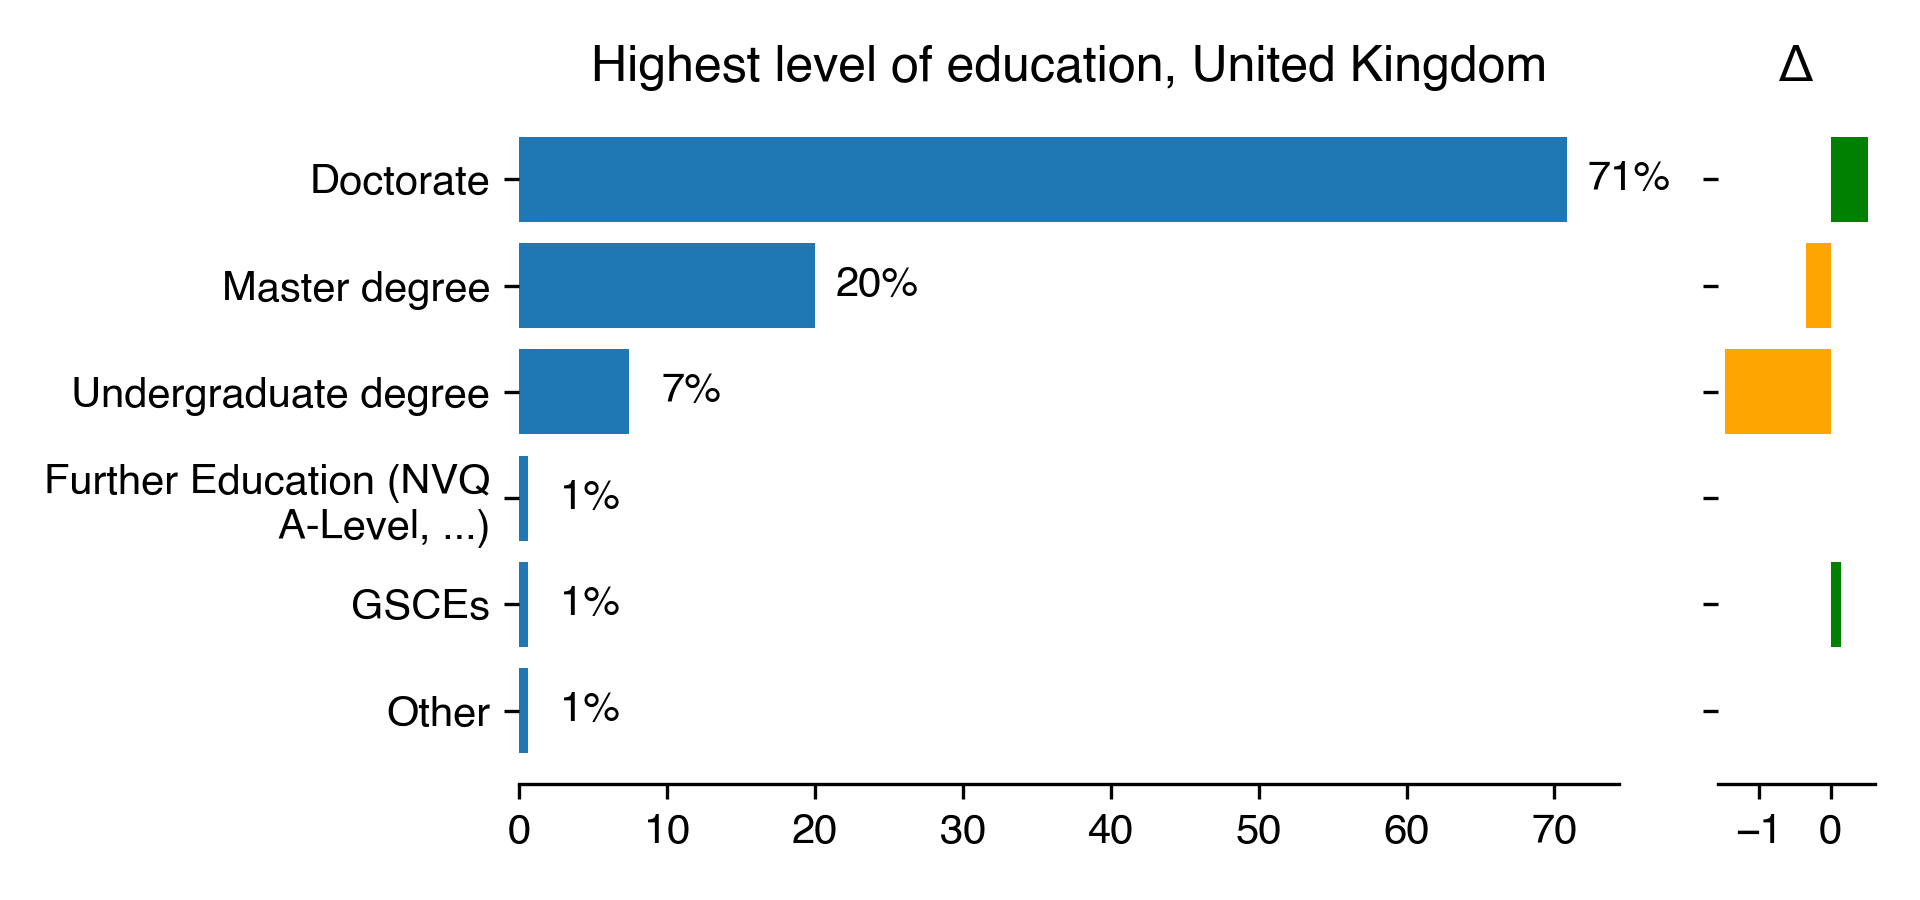 Highest level of education, United Kingdom
Δ
Doctorate
71%
Master degree
20%
Undergraduate degree
7%
Further Education (NVQ
A-Level, ...)
1%
GSCEs
1%
Other
1%
0 10 20 30 40 50 60 70
−1 0